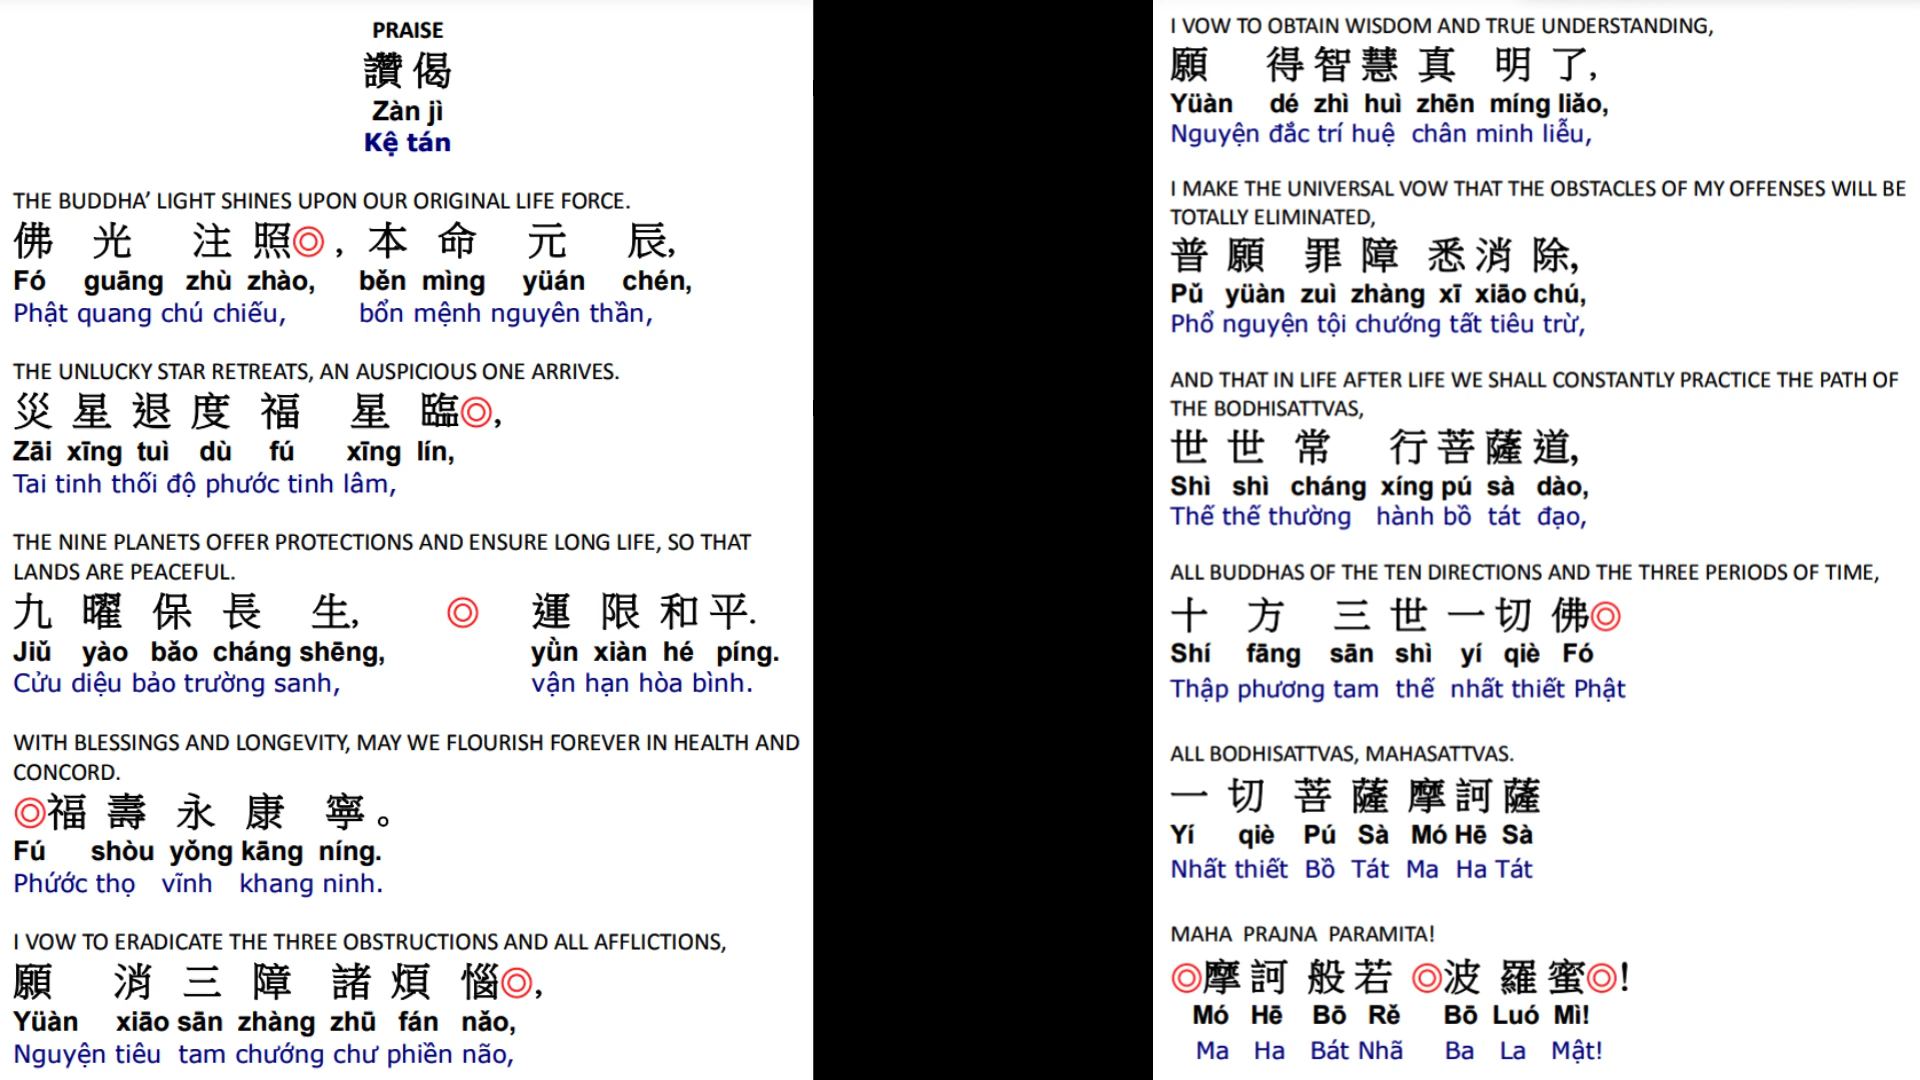 PRAISE
讚偈
Zàn jì
Kệ tán
THE BUDDHA’ LIGHT SHINES UPON OUR ORIGINAL LIFE FORCE.
佛 光 注 照◎, 本 命 元 辰,
Fó guāng zhù zhào, běn mìng yüán chén,
Phật quang chú chiếu, bổn mệnh nguyên thần,
THE UNLUCKY STAR RETREATS, AN AUSPICIOUS ONE ARRIVES.
災 星 退 度 福 星 臨◎,
Zāi xīng tuì dù fú xīng lín,
Tai tinh thối độ phước tinh lâm,
THE NINE PLANETS OFFER PROTECTIONS AND ENSURE LONG LIFE, SO THAT
LANDS ARE PEACEFUL.
九 曜 保 長 生, ◎ 運 限 和 平.
Jiǔ yào bǎo cháng shēng, yǜn xiàn hé píng.
Cửu diệu bảo trường sanh, vận hạn hòa bình.
WITH BLESSINGS AND LONGEVITY, MAY WE FLOURISH FOREVER IN HEALTH AND
CONCORD.
◎福 壽 永 康 寧。
Fú shòu yǒng kāng níng.
Phứớc thọ vĩnh khang ninh.
I VOW TO ERADICATE THE THREE OBSTRUCTIONS AND ALL AFFLICTIONS,
願 消 三 障 諸 煩 惱◎,
Yüàn xiāo sān zhàng zhū fán nǎo,
Nguyện tiêu tam chướng chư phiền não,
I VOW TO OBTAIN WISDOM AND TRUE UNDERSTANDING,
願 得 智 慧 真 明 了,
Yüàn dé zhì huì zhēn míng liǎo,
Nguyện đắc trí huệ chân minh liễu,
I MAKE THE UNIVERSAL VOW THAT THE OBSTACLES OF MY OFFENSES WILL BE
TOTALLY ELIMINATED,
普 願 罪 障 悉 消 除,
Pǔ yüàn zuì zhàng xī xiāo chú,
Phổ nguyện tội chướng tất tiêu trừ,
AND THAT IN LIFE AFTER LIFE WE SHALL CONSTANTLY PRACTICE THE PATH OF
THE BODHISATTVAS,
世 世 常 行 菩 薩 道,
Shì shì cháng xíng pú sà dào,
Thế thế thường hành bồ tát đạo,
ALL BUDDHAS OF THE TEN DIRECTIONS AND THE THREE PERIODS OF TIME,
十 方 三 世 一 切 佛◎
Shí fāng sān shì yí qiè Fó
Thập phương tam thế nhất thiết Phật
ALL BODHISATTVAS, MAHASATTVAS.
一 切 菩 薩 摩 訶 薩
Yí qiè Pú Sà Mó Hē Sà
Nhất thiết Bồ Tát Ma Ha Tát
MAHA PRAJNA PARAMITA!
◎摩 訶 般 若 ◎波 羅 蜜◎!
Mó Hē Bō Rě Bō Luó Mì!
Ma Ha Bát Nhã Ba La Mật!